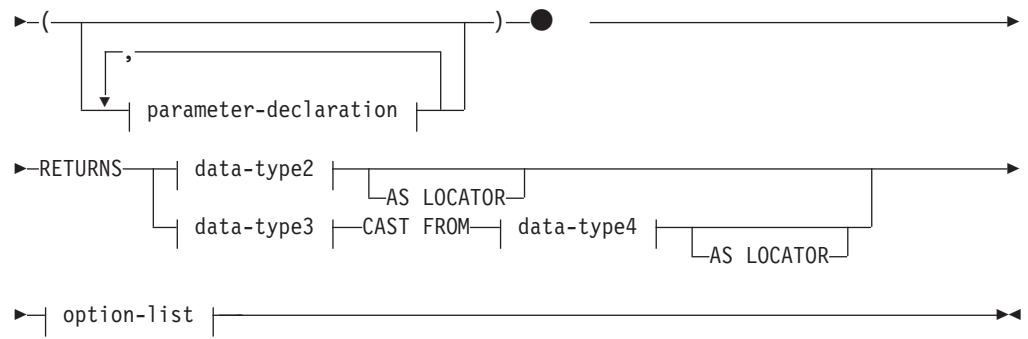 ( )
,
parameter-declaration
RETURNS data-type2
AS LOCATOR
data-type3 CAST FROM data-type4
AS LOCATOR
option-list